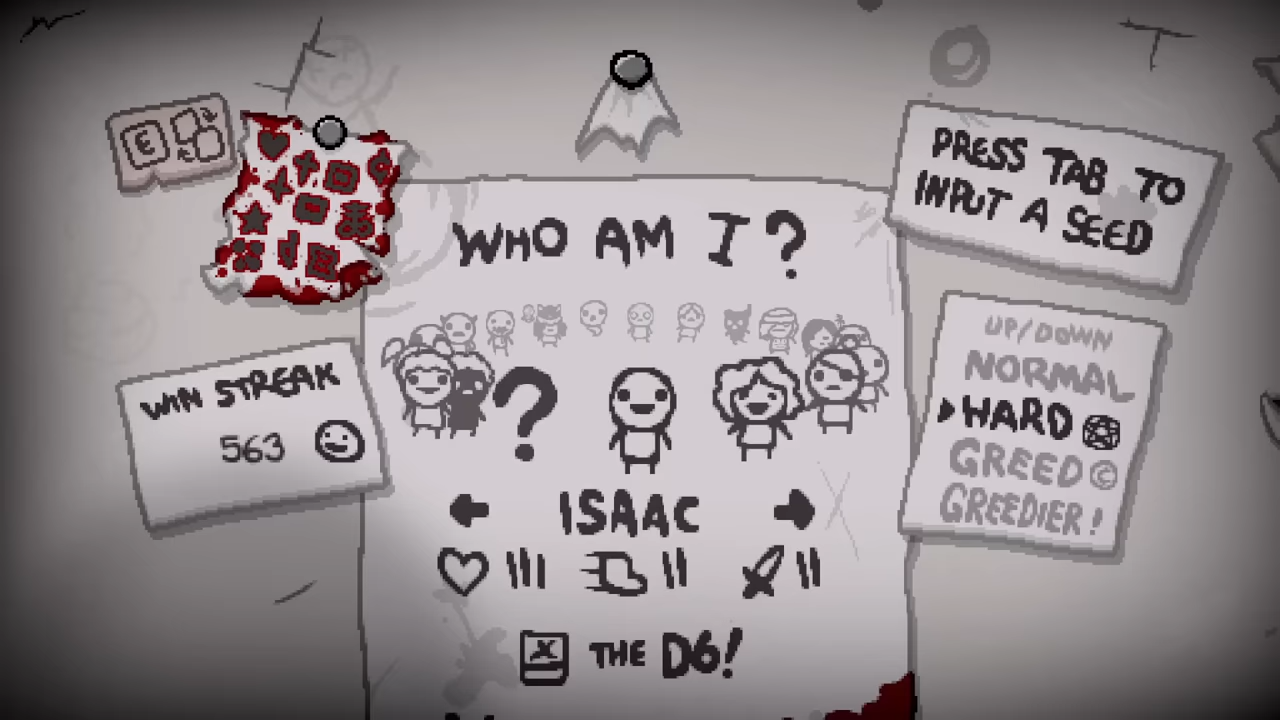 WHO AM I?
PRESS TAB TO
INPUT A SEED
WIN STREAK
563
UP/DOWN
NORMAL
HARD
GREED
GREEDIER!
?
ISAAC
THE D6!